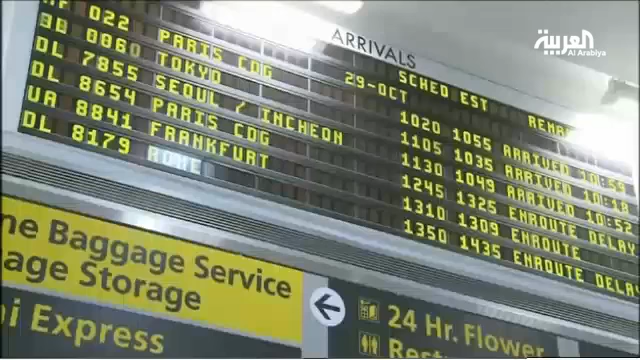 العربية
Al Arabiya
ARRIVALS
29-OCT SCHED EST
022 PARIS CDG 1020 1055 ARRIVED 10:59
0060 TOKYO 1105 1035 ARRIVED 10:18
DL 7855 SEOUL / INCHEON 1130 1049 ARRIVED 10:52
DL 8654 PARIS CDG 1245 1325 ENROUTE DELAY
UA 8841 FRANKFURT 1310 1309 ENROUTE
DL 8179 ROME 1350 1435 ENROUTE DELAY
ne Baggage Service
age Storage
Express
24 Hr. Flower